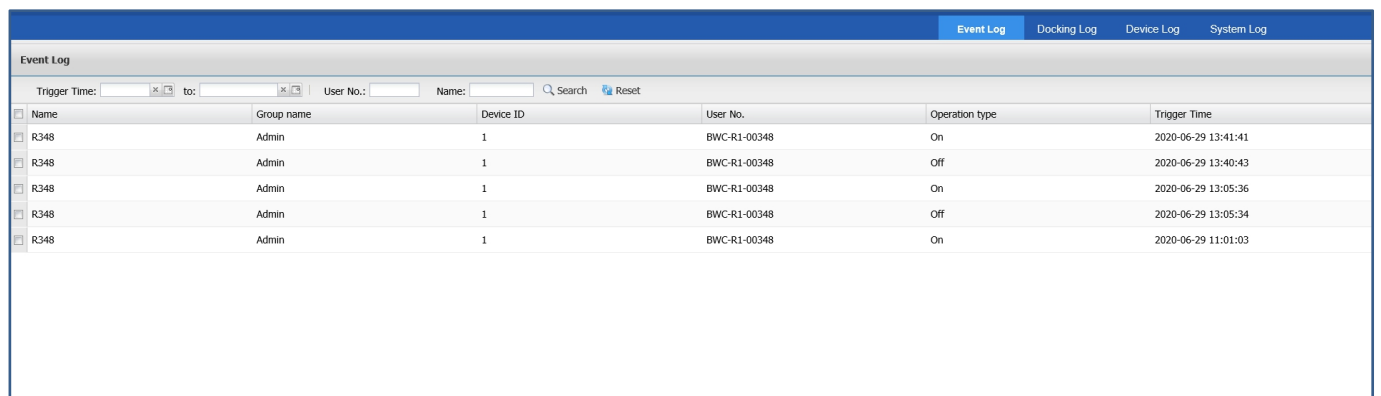 Event Log Docking Log Device Log System Log
Event Log
Trigger Time: to: User No.: Name: Search Reset
Name Group name Device ID User No. Operation type Trigger Time
R348 Admin 1 BWC-R1-00348 On 2020-06-29 13:41:41
R348 Admin 1 BWC-R1-00348 Off 2020-06-29 13:40:43
R348 Admin 1 BWC-R1-00348 On 2020-06-29 13:05:36
R348 Admin 1 BWC-R1-00348 Off 2020-06-29 13:05:34
R348 Admin 1 BWC-R1-00348 On 2020-06-29 11:01:03